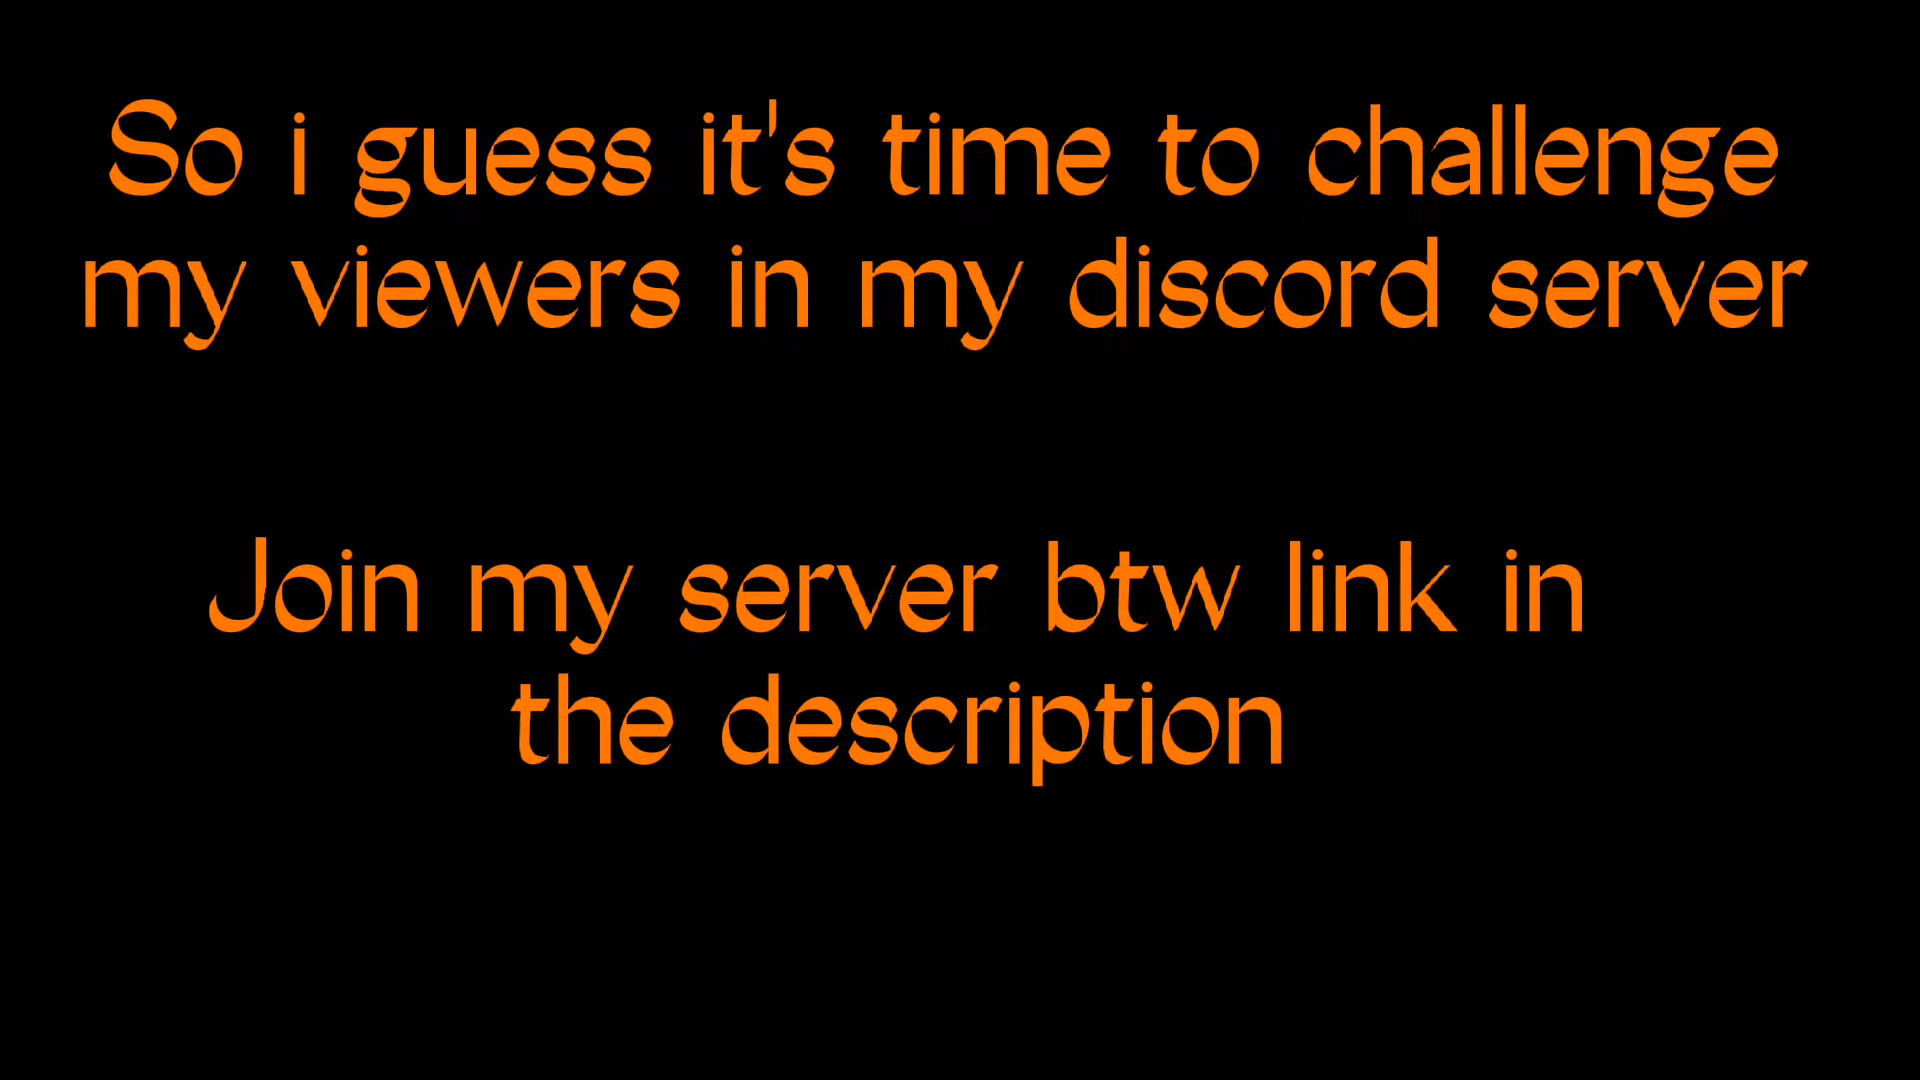 So i guess it's time to challenge
my viewers in my discord server
Join my server btw link in
the description